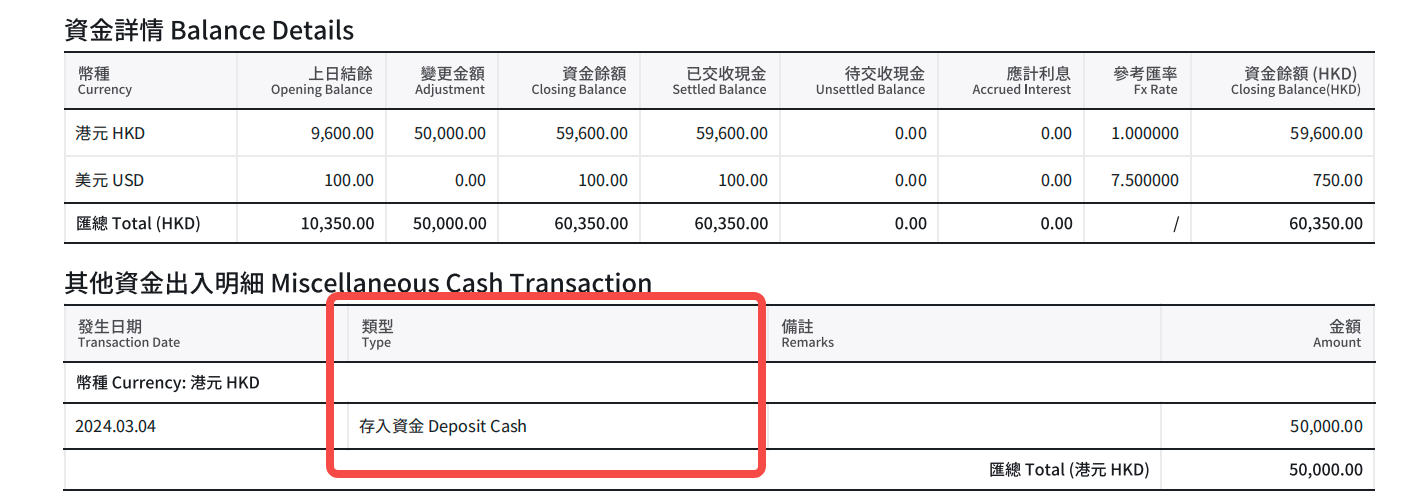 資金詳情 Balance Details
幣種 上日結餘 變更金額 資金餘額 已交收現金 待交收現金 應計利息 參考匯率 資金餘額 (HKD)
Currency Opening Balance Adjustment Closing Balance Settled Balance Unsettled Balance Accrued Interest Fx Rate Closing Balance(HKD)
港元 HKD 9,600.00 50,000.00 59,600.00 59,600.00 0.00 0.00 1.000000 59,600.00
美元 USD 100.00 0.00 100.00 100.00 0.00 0.00 7.500000 750.00
匯總 Total (HKD) 10,350.00 50,000.00 60,350.00 60,350.00 0.00 0.00 / 60,350.00
其他資金出入明細 Miscellaneous Cash Transaction
發生日期 類型 備註 金額
Transaction Date Type Remarks Amount
幣種 Currency: 港元 HKD
2024.03.04 存入資金 Deposit Cash 50,000.00
匯總 Total (港元 HKD) 50,000.00